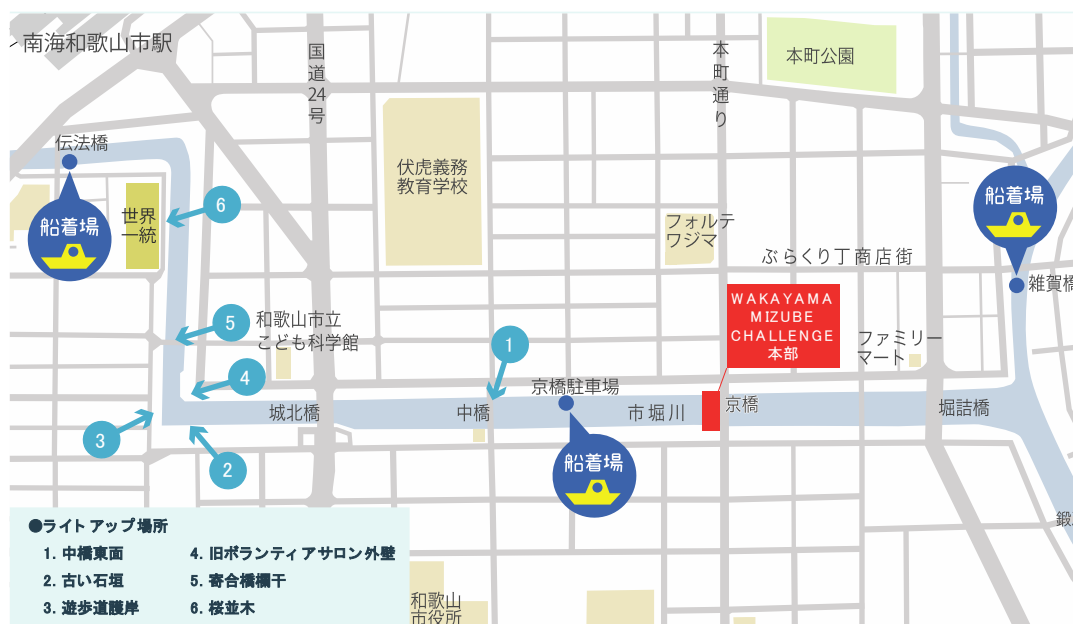 南海和歌山市駅
国道24号
本町通り
本町公園
伝法橋
伏虎義務
教育学校
船着場
世界
一統
6
船着場
フォルテ
ワジマ
ぶらくり丁商店街
雑賀橋
WAKAYAMA
MIZUBE
CHALLENGE
本部
5
和歌山市立
こども科学館
1
ファミリー
マート
4
京橋駐車場
城北橋
中橋
市堀川
京橋
堀詰橋
3
2
船着場
●ライトアップ場所
1. 中橋東面
2. 古い石垣
3. 遊歩道護岸
4. 旧ボランティアサロン外壁
5. 寄合橋欄干
6. 桜並木
和歌山
市役所